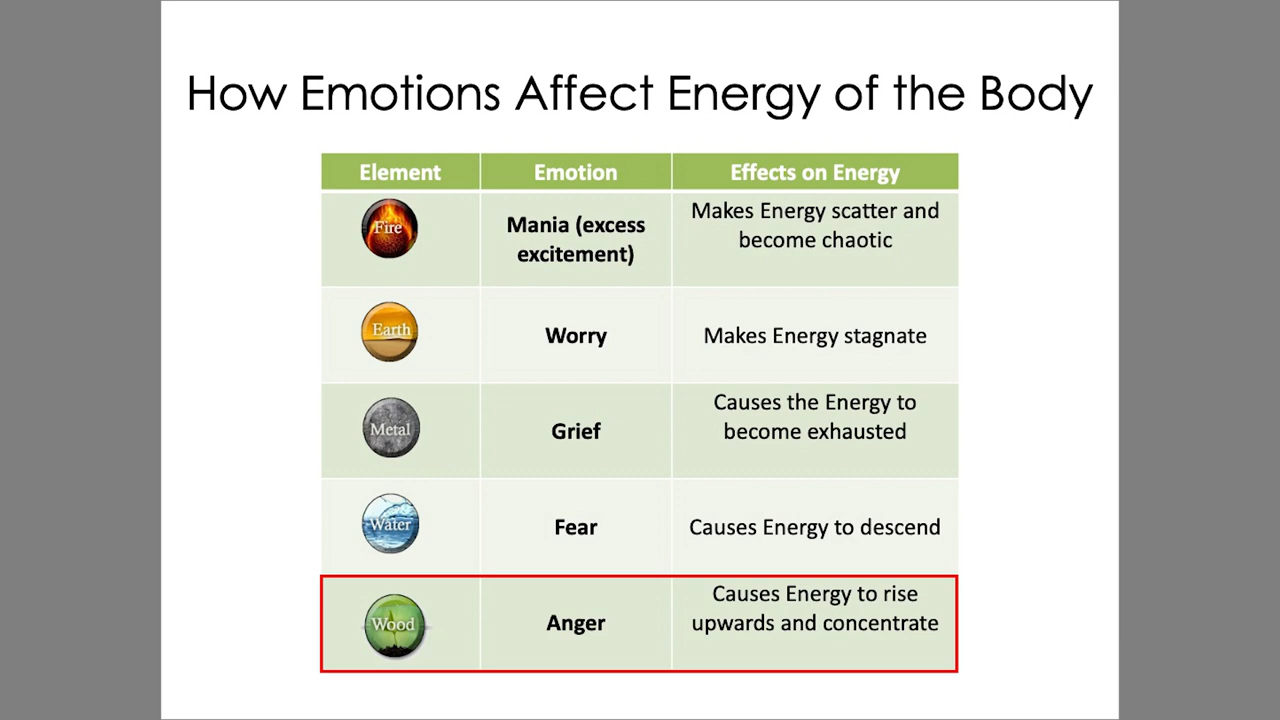 How Emotions Affect Energy of the Body
Element Emotion Effects on Energy
Fire
Mania (excess
excitement)
Makes Energy scatter and
become chaotic
Earth
Worry
Makes Energy stagnate
Metal
Grief
Causes the Energy to
become exhausted
Water
Fear
Causes Energy to descend
Wood
Anger
Causes Energy to rise
upwards and concentrate